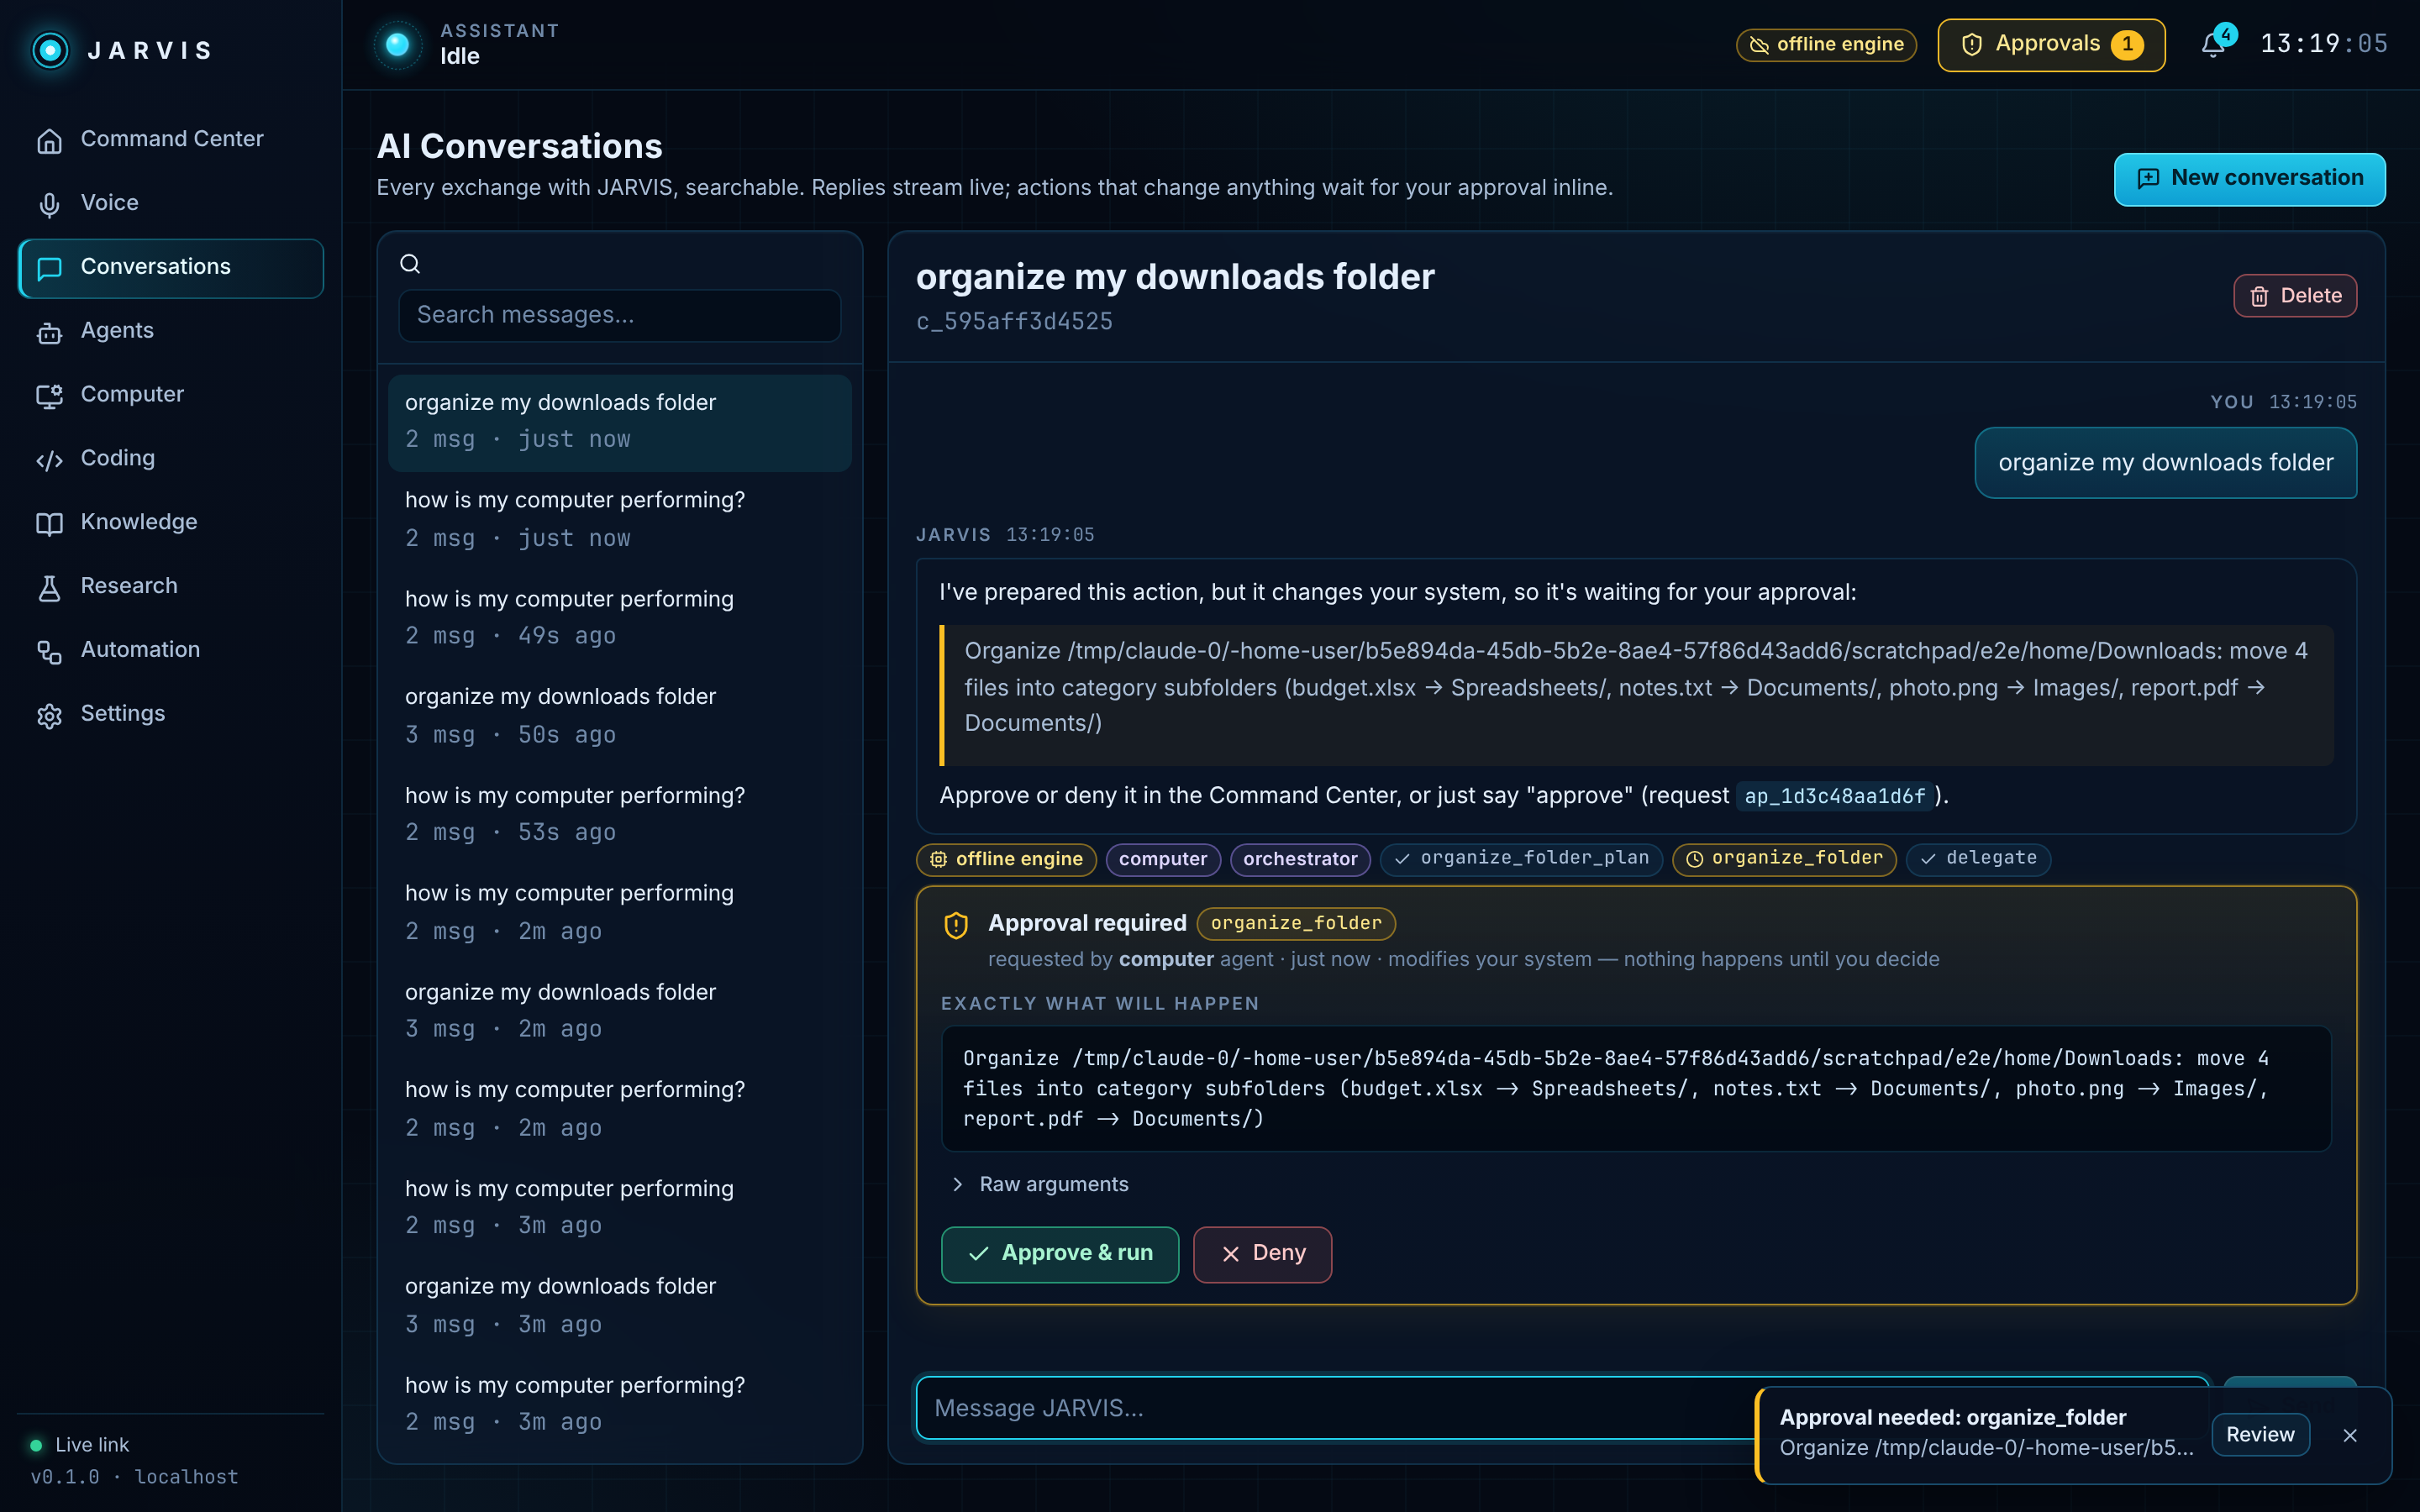 JARVIS
Command Center
Voice
Conversations
Agents
Computer
Coding
Knowledge
Research
Automation
Settings
Live link
v0.1.0 · localhost
ASSISTANT
Idle
offline engine
Approvals 1
4
13:19:05
AI Conversations
Every exchange with JARVIS, searchable. Replies stream live; actions that change anything wait for your approval inline.
New conversation
Search messages...
organize my downloads folder
2 msg · just now
how is my computer performing?
2 msg · just now
how is my computer performing
2 msg · 49s ago
organize my downloads folder
3 msg · 50s ago
how is my computer performing?
2 msg · 53s ago
how is my computer performing
2 msg · 2m ago
organize my downloads folder
3 msg · 2m ago
how is my computer performing?
2 msg · 2m ago
how is my computer performing
2 msg · 3m ago
organize my downloads folder
3 msg · 3m ago
how is my computer performing?
2 msg · 3m ago
organize my downloads folder
c_595aff3d4525
Delete
YOU 13:19:05
organize my downloads folder
JARVIS 13:19:05
I've prepared this action, but it changes your system, so it's waiting for your approval:
Organize /tmp/claude-0/-home-user/b5e894da-45db-5b2e-8ae4-57f86d43add6/scratchpad/e2e/home/Downloads: move 4
files into category subfolders (budget.xlsx → Spreadsheets/, notes.txt → Documents/, photo.png → Images/, report.pdf →
Documents/)
Approve or deny it in the Command Center, or just say "approve" (request ap_1d3c48aa1d6f).
offline engine computer orchestrator organize_folder_plan organize_folder delegate
Approval required organize_folder
requested by computer agent · just now · modifies your system — nothing happens until you decide
EXACTLY WHAT WILL HAPPEN
Organize /tmp/claude-0/-home-user/b5e894da-45db-5b2e-8ae4-57f86d43add6/scratchpad/e2e/home/Downloads: move 4
files into category subfolders (budget.xlsx → Spreadsheets/, notes.txt → Documents/, photo.png → Images/,
report.pdf → Documents/)
Raw arguments
Approve & run
Deny
Message JARVIS...
Approval needed: organize_folder
Organize /tmp/claude-0/-home-user/b5...
Review